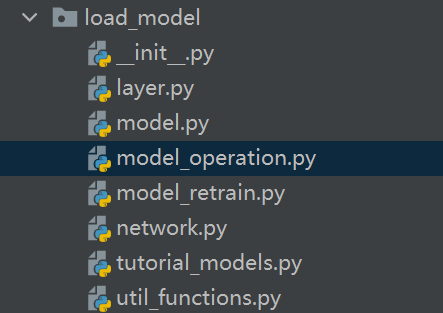 load_model
__init__.py
layer.py
model.py
model_operation.py
model_retrain.py
network.py
tutorial_models.py
util_functions.py